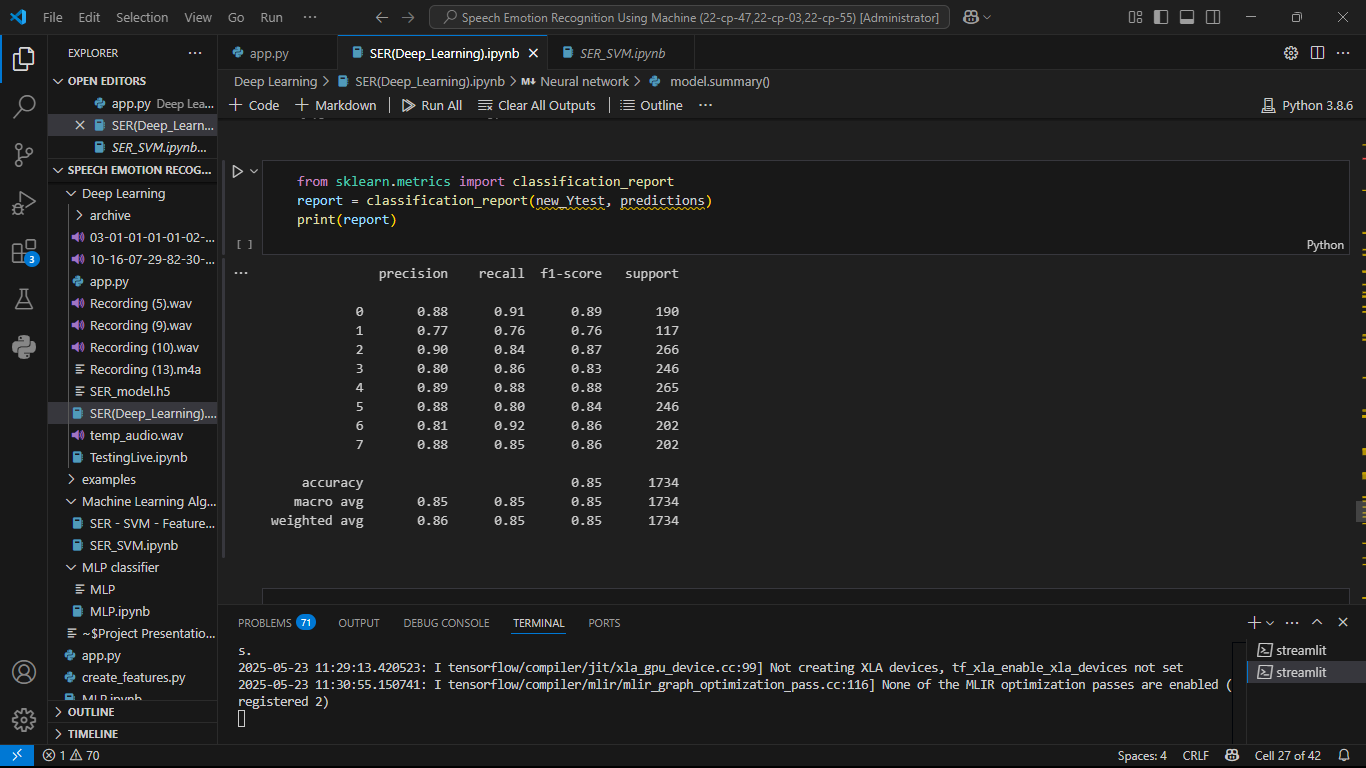 File Edit Selection View Go Run ··· Speech Emotion Recognition Using Machine (22-cp-47,22-cp-03,22-cp-55) [Administrator]
EXPLORER ···
OPEN EDITORS
app.py Deep Lea...
SER(Deep_Learn...
SER_SVM.ipynb...
SPEECH EMOTION RECOG...
Deep Learning
archive
03-01-01-01-01-02-...
10-16-07-29-82-30-...
app.py
Recording (5).wav
Recording (9).wav
Recording (10).wav
Recording (13).m4a
SER_model.h5
SER(Deep_Learning)....
temp_audio.wav
TestingLive.ipynb
examples
Machine Learning Alg...
SER - SVM - Feature...
SER_SVM.ipynb
MLP classifier
MLP
MLP.ipynb
~$Project Presentatio...
app.py
create_features.py
MLP.ipynb
OUTLINE
TIMELINE
3
app.py SER(Deep_Learning).ipynb SER_SVM.ipynb
Deep Learning > SER(Deep_Learning).ipynb > M↓ Neural network > model.summary()
+ Code + Markdown Run All Clear All Outputs Outline ··· Python 3.8.6
from sklearn.metrics import classification_report
report = classification_report(new_Ytest, predictions)
print(report)
[ ] Python
... precision recall f1-score support
0 0.88 0.91 0.89 190
1 0.77 0.76 0.76 117
2 0.90 0.84 0.87 266
3 0.80 0.86 0.83 246
4 0.89 0.88 0.88 265
5 0.88 0.80 0.84 246
6 0.81 0.92 0.86 202
7 0.88 0.85 0.86 202
accuracy 0.85 1734
macro avg 0.85 0.85 0.85 1734
weighted avg 0.86 0.85 0.85 1734
PROBLEMS 71 OUTPUT DEBUG CONSOLE TERMINAL PORTS
s.
2025-05-23 11:29:13.420523: I tensorflow/compiler/jit/xla_gpu_device.cc:99] Not creating XLA devices, tf_xla_enable_xla_devices not set
2025-05-23 11:30:55.150741: I tensorflow/compiler/mlir/mlir_graph_optimization_pass.cc:116] None of the MLIR optimization passes are enabled (
registered 2)
streamlit
streamlit
1 70 Spaces: 4 CRLF Cell 27 of 42